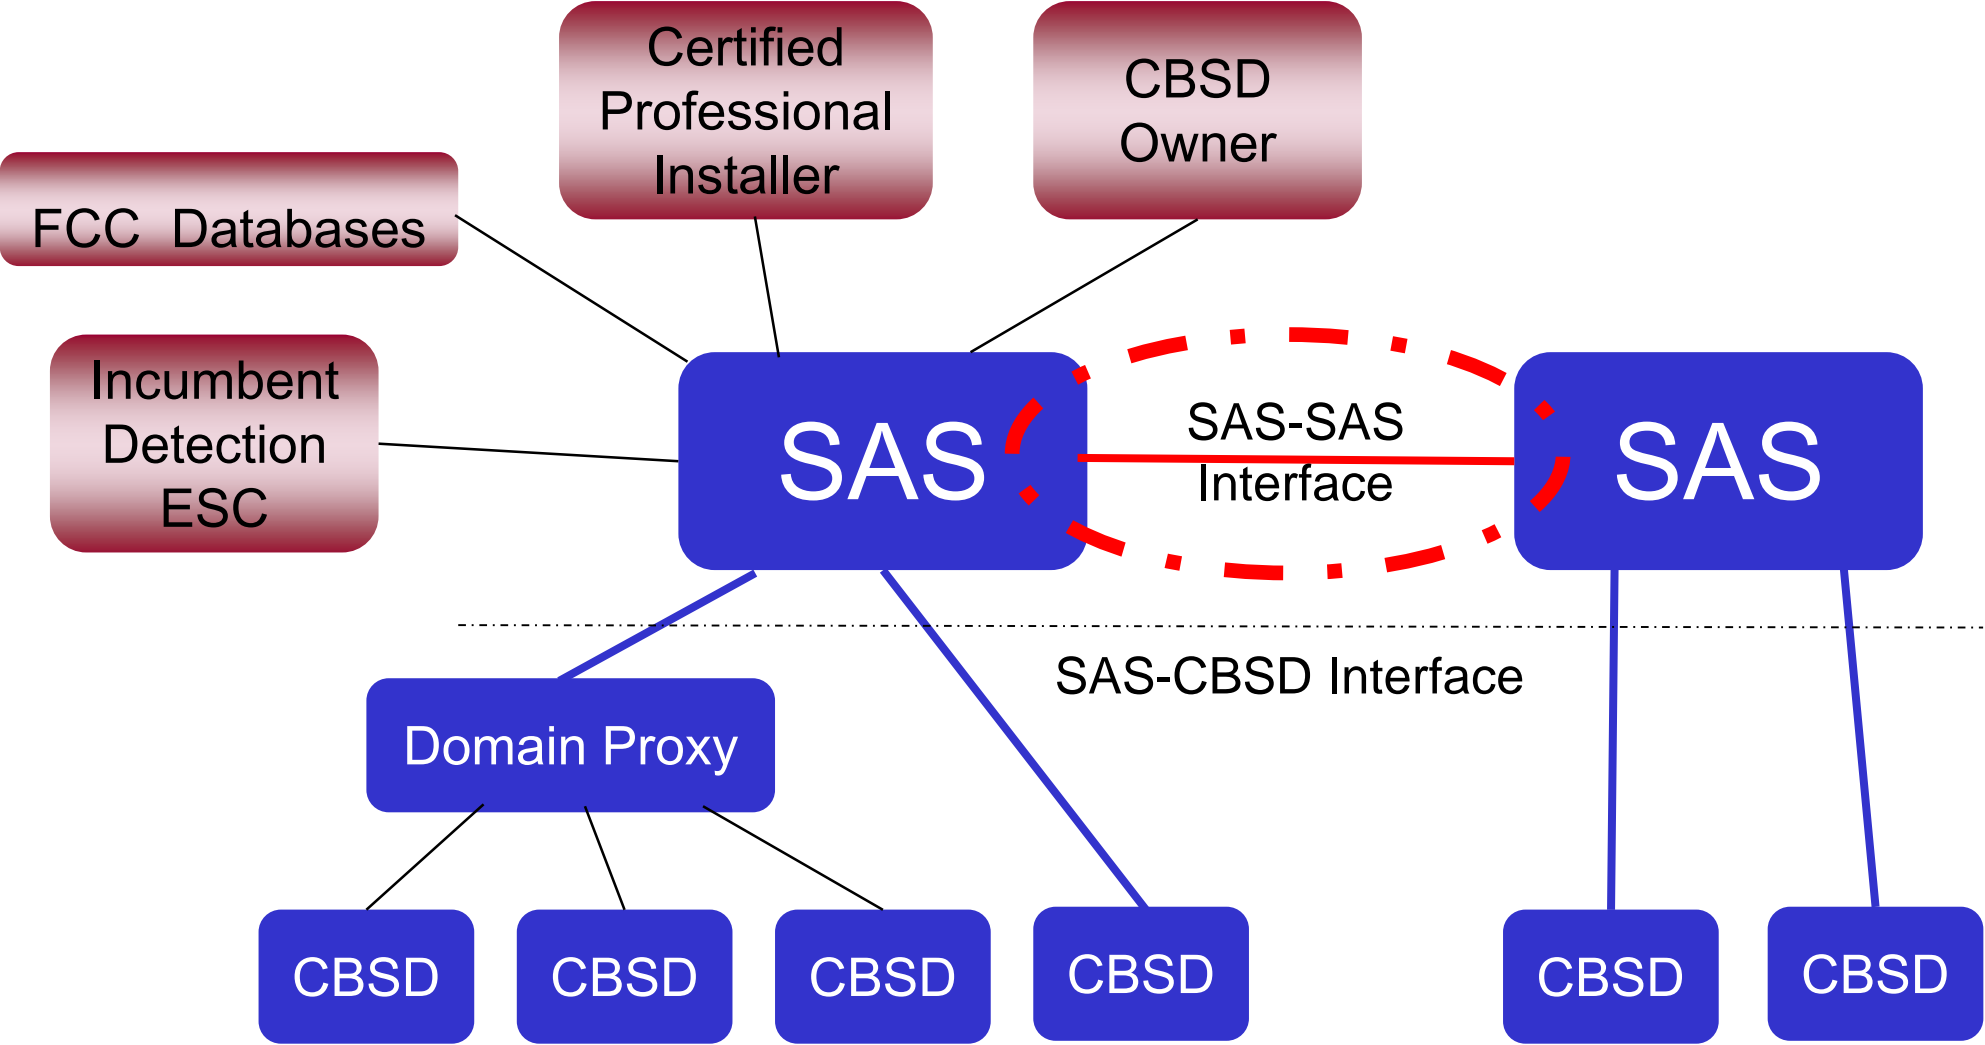 Certified
Professional
Installer
CBSD
Owner
FCC  Databases
Incumbent
Detection
ESC
SAS
SAS-SAS
Interface
SAS
SAS-CBSD Interface
Domain Proxy
CBSD
CBSD
CBSD
CBSD
CBSD
CBSD